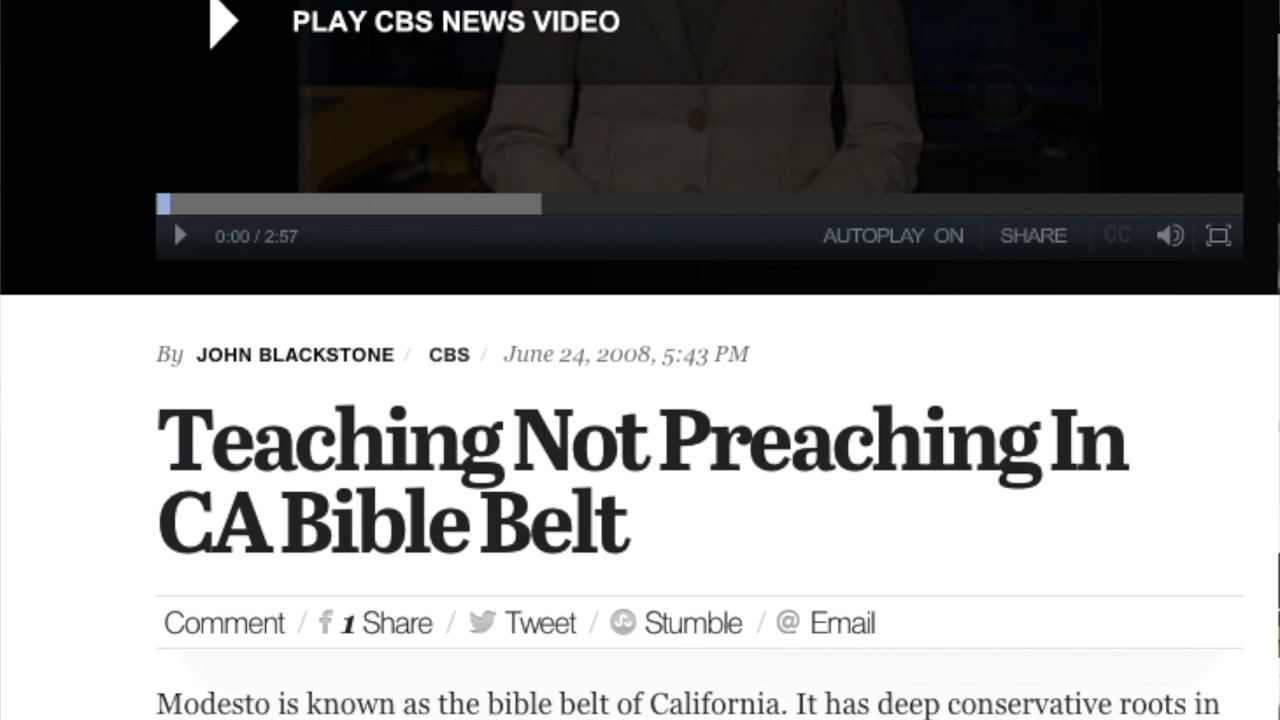 PLAY CBS NEWS VIDEO
0:00 / 2:57 AUTOPLAY ON SHARE CC
By JOHN BLACKSTONE / CBS / June 24, 2008, 5:43 PM
Teaching Not Preaching In
CA Bible Belt
Comment / f 1 Share / Tweet / Stumble / @ Email
Modesto is known as the bible belt of California. It has deep conservative roots in